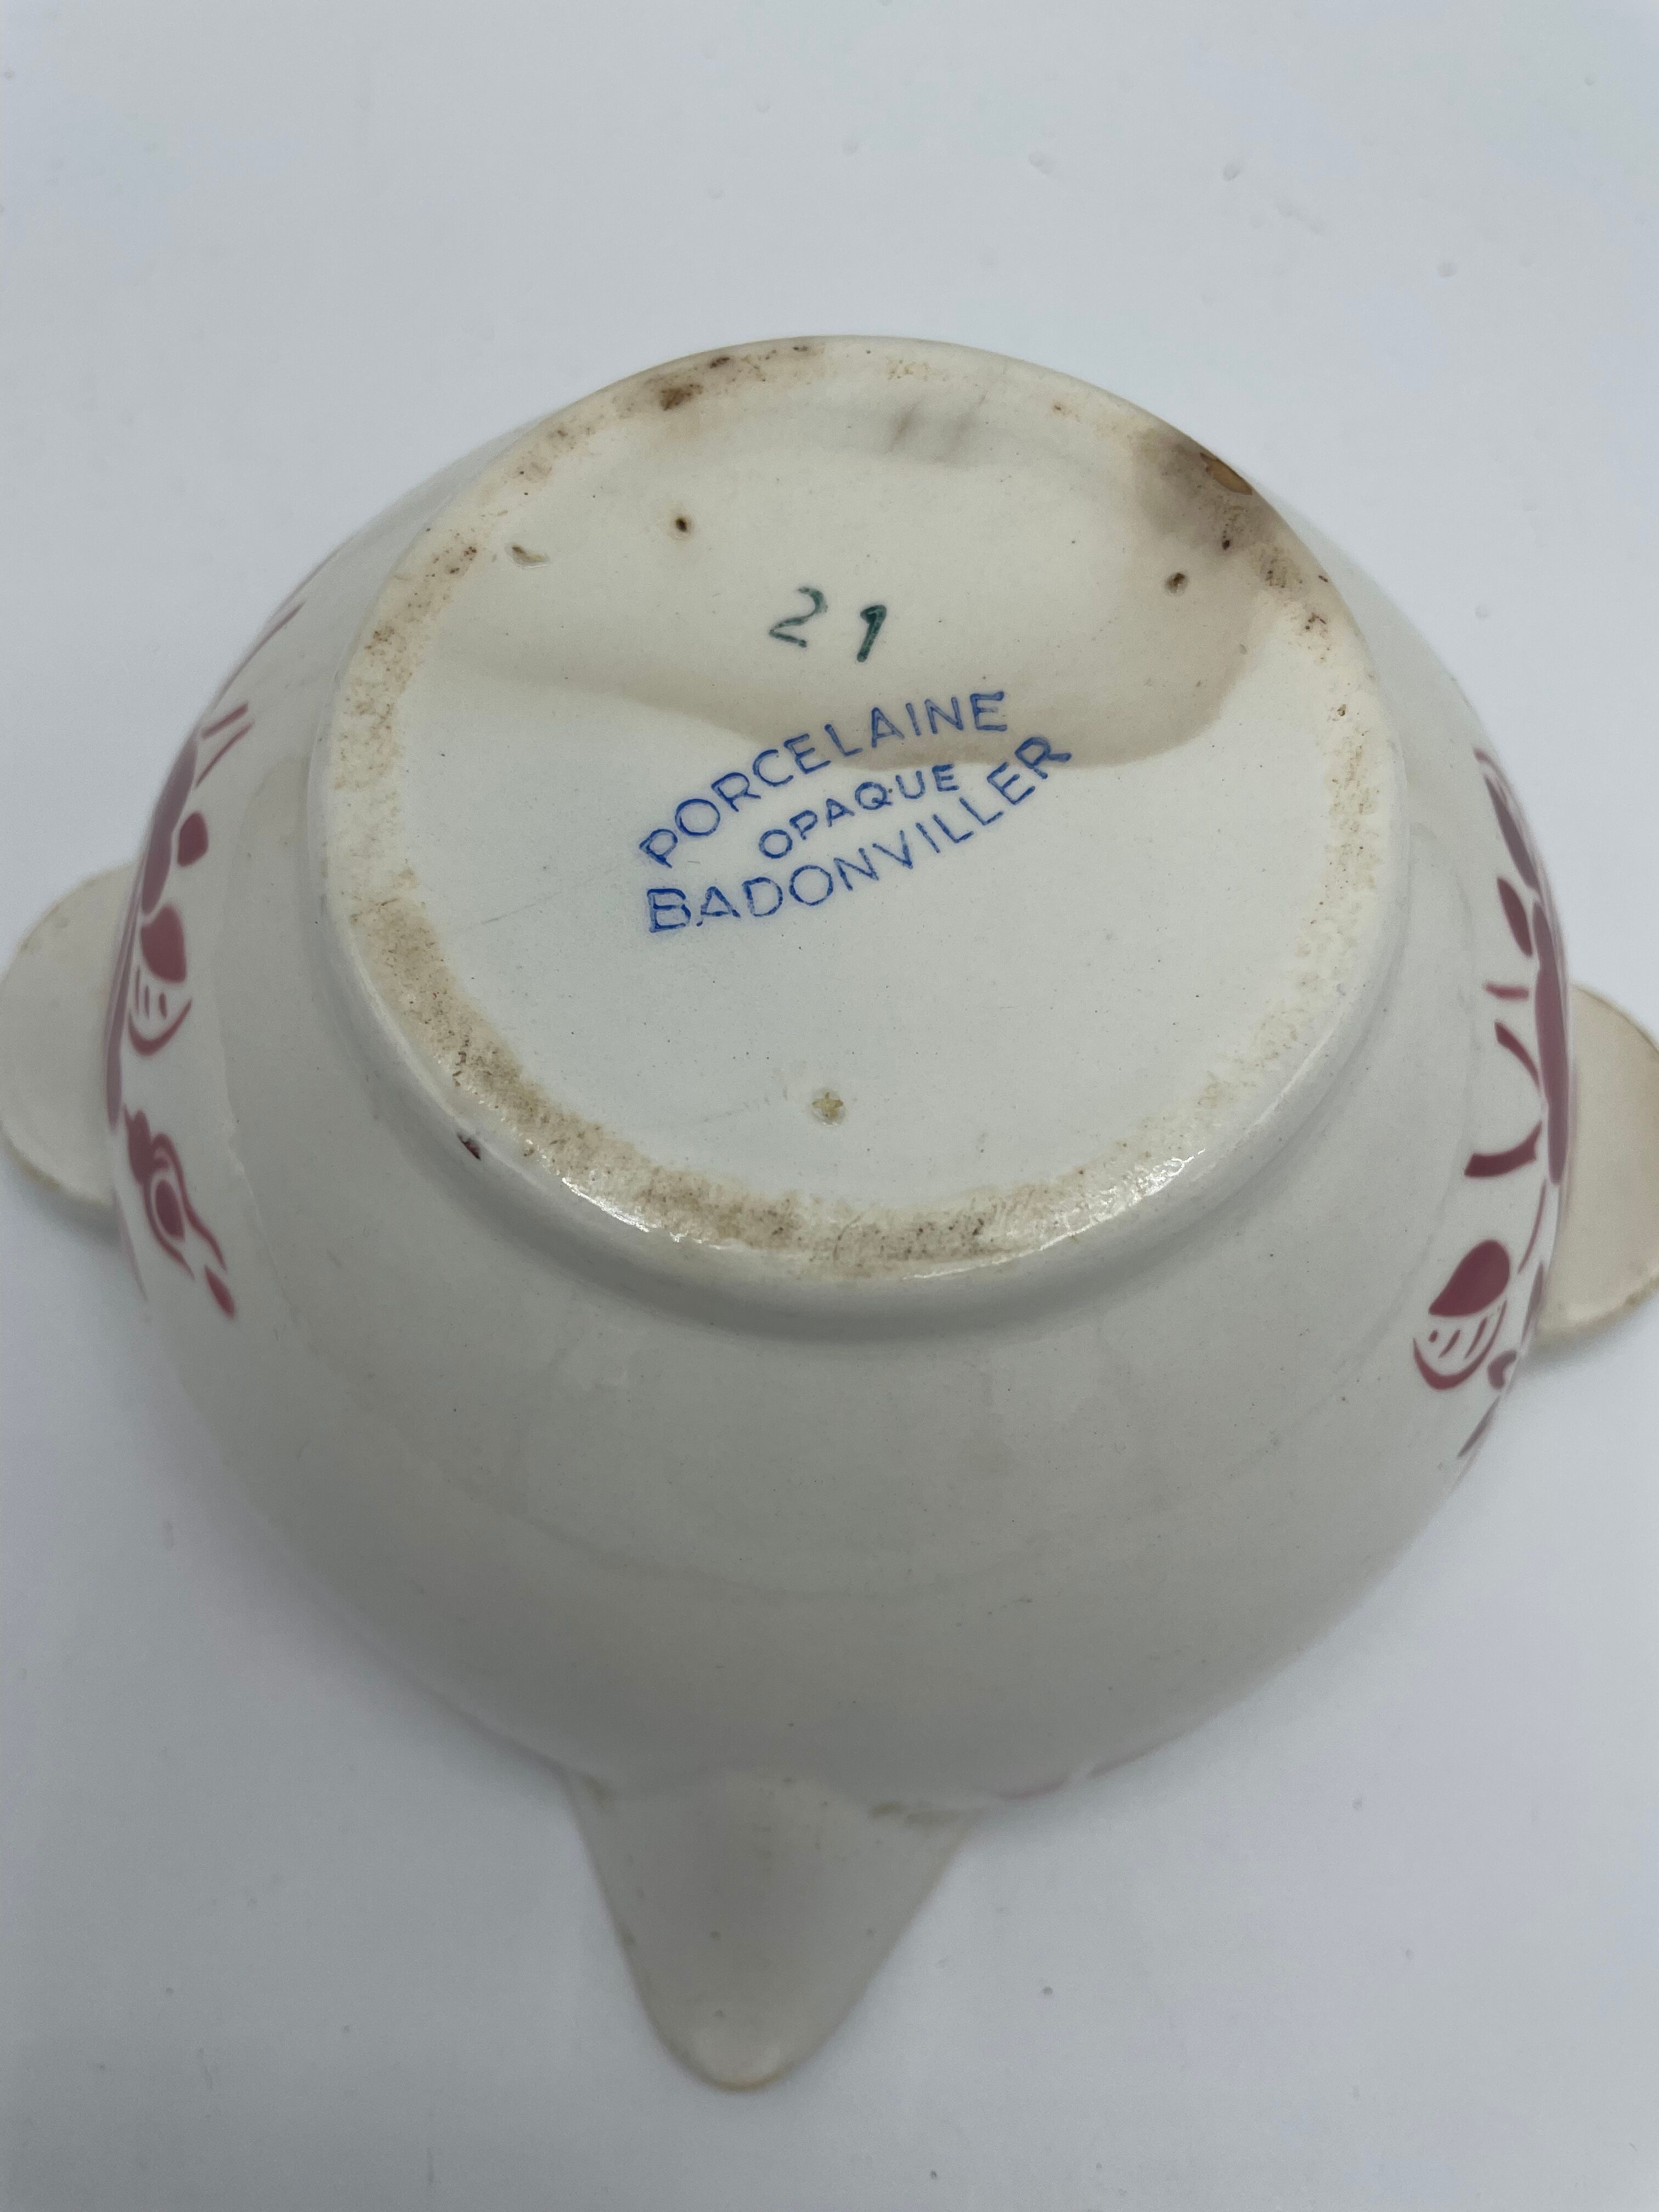 21
PORCELAINE
OPAQUE
BADONVILLER